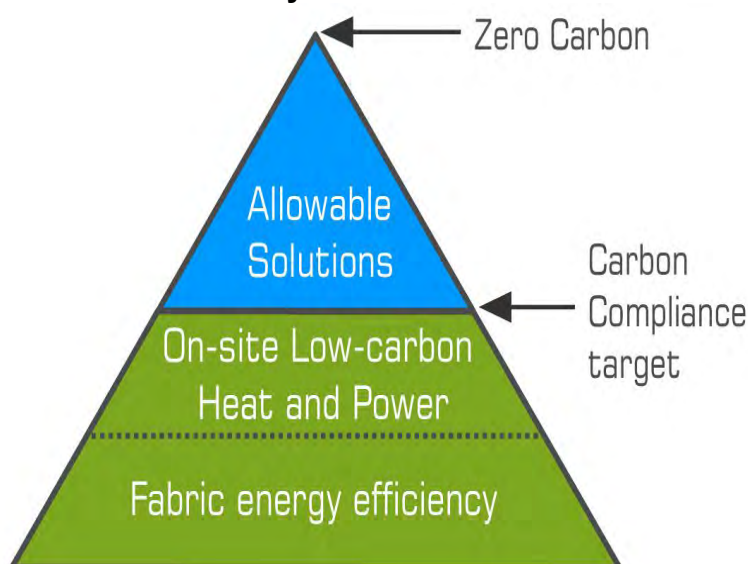 Zero Carbon
Allowable
Solutions
Carbon
Compliance
target
On-site Low-carbon
Heat and Power
Fabric energy efficiency